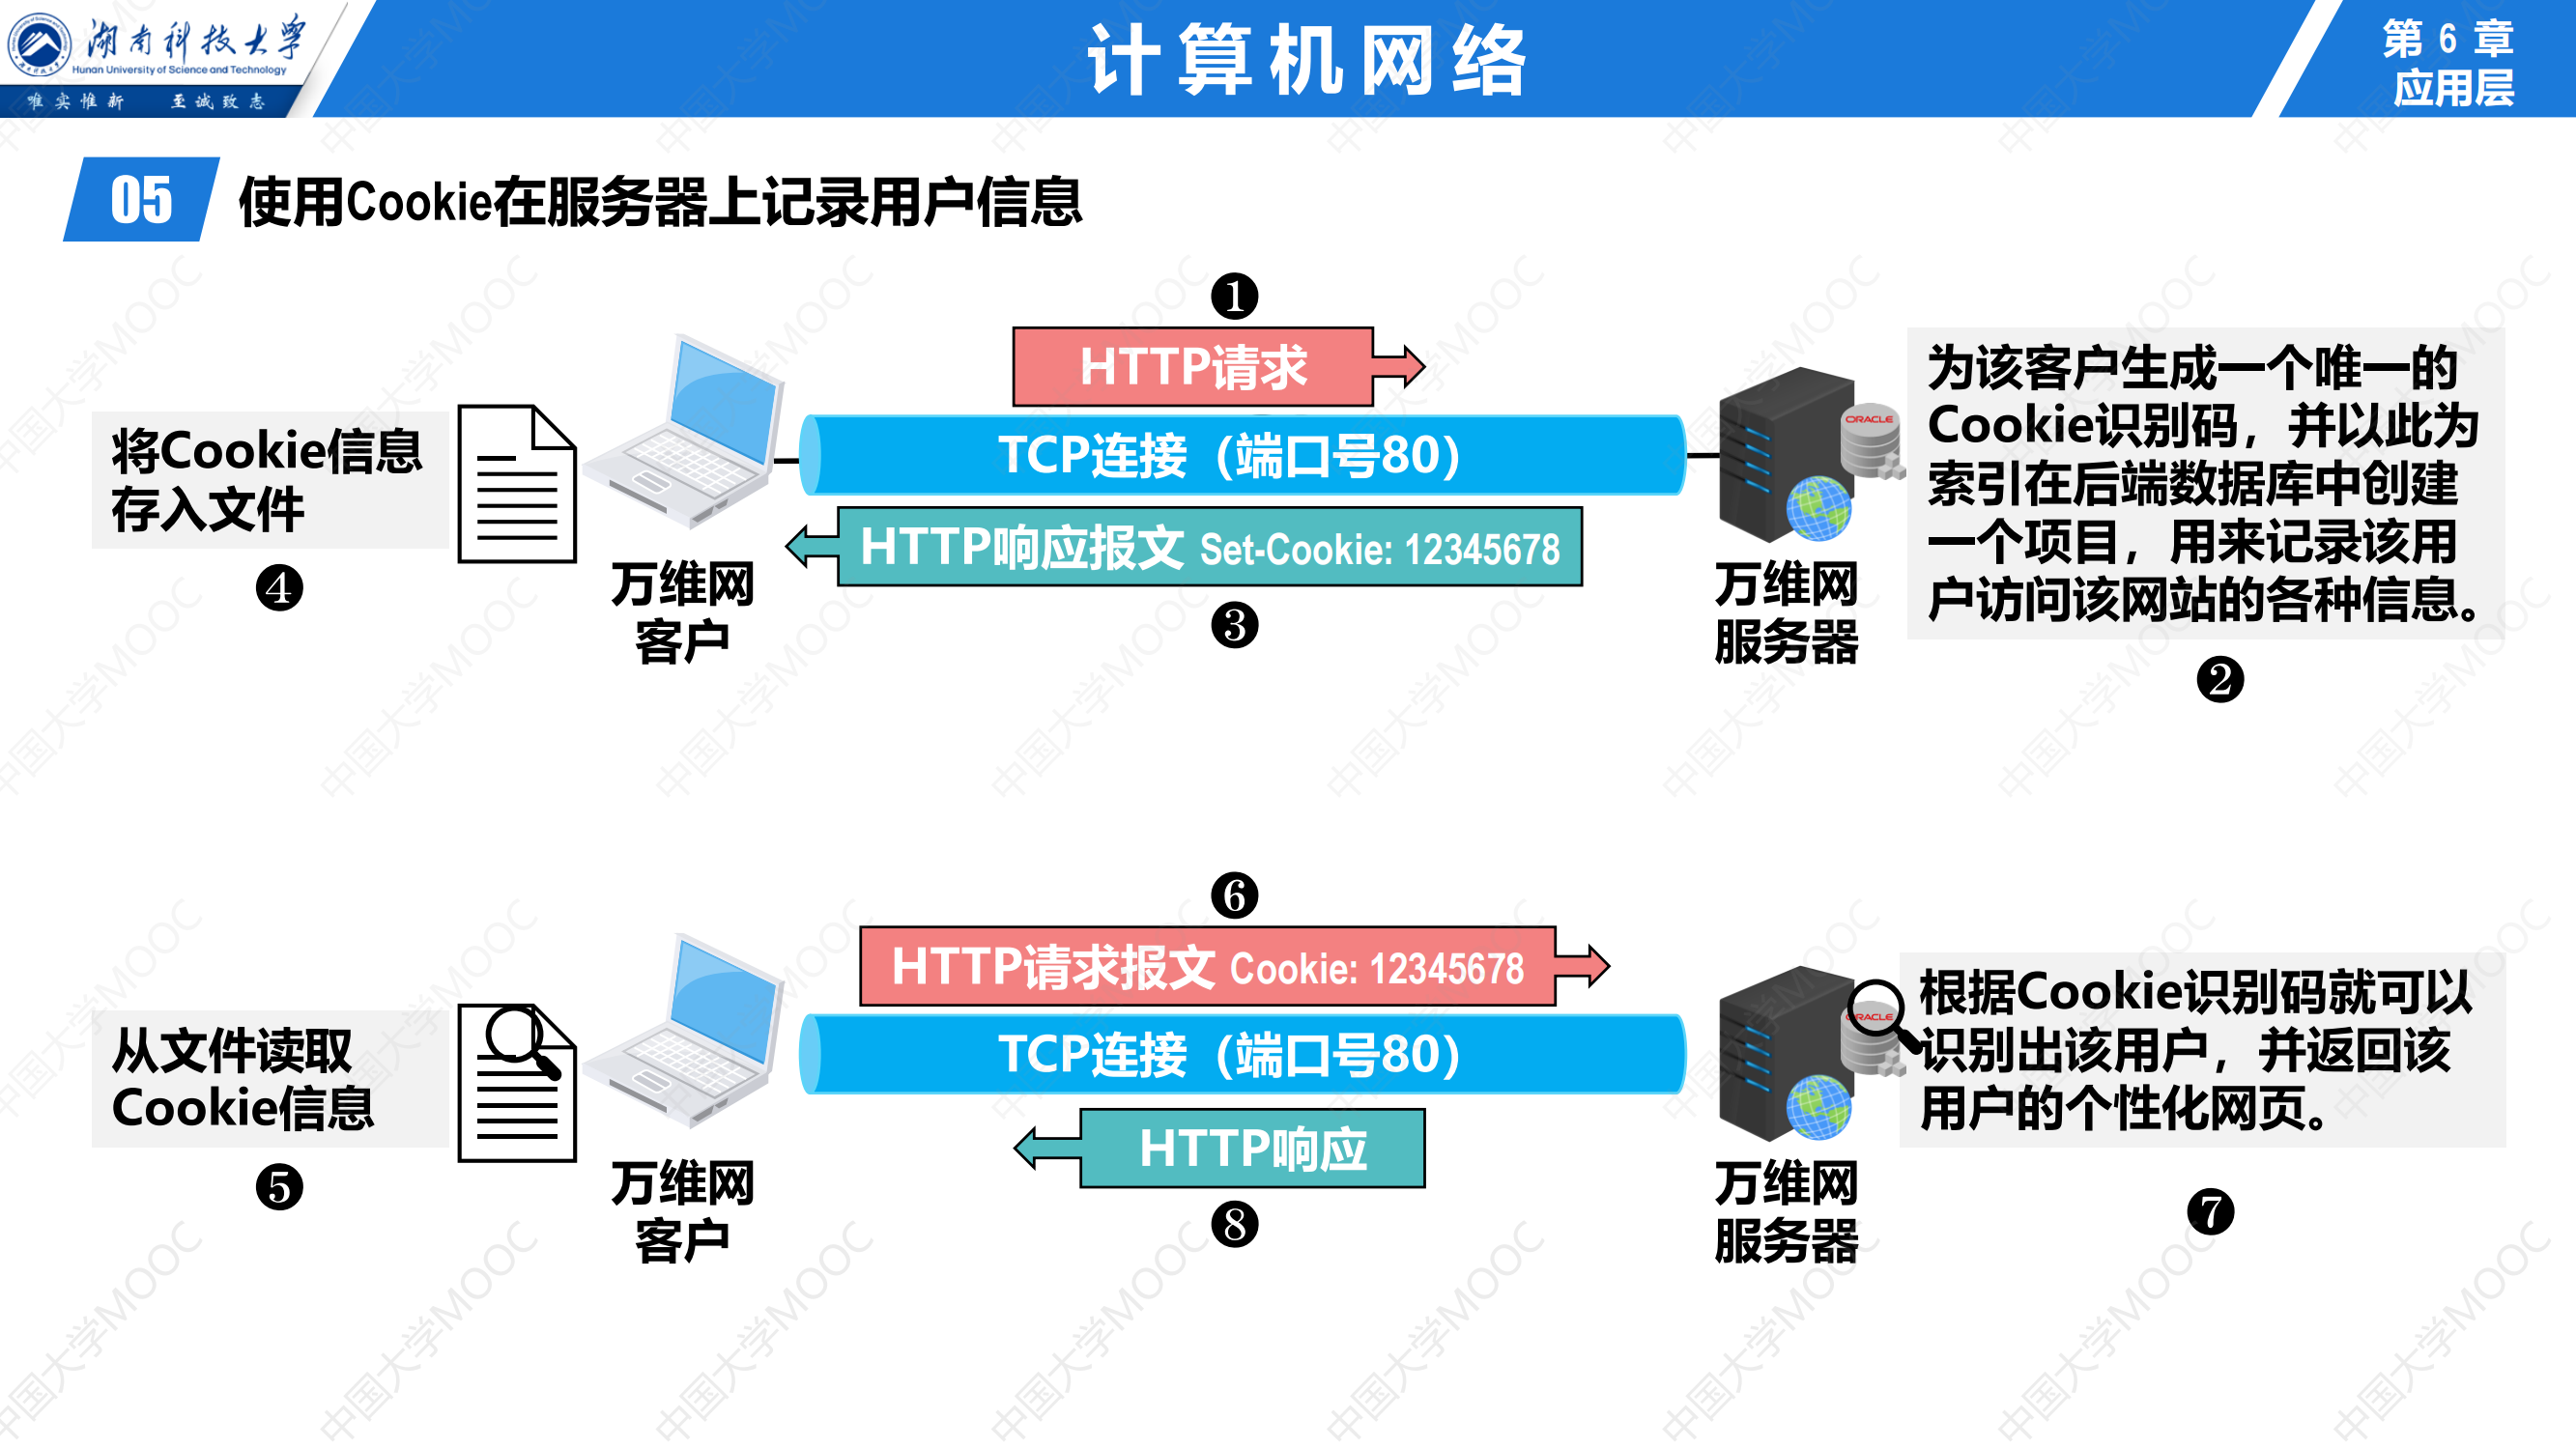 湖南科技大学
Hunan University of Science and Technology
唯实惟新 至诚致志
计算机网络
第 6 章
应用层
05 使用Cookie在服务器上记录用户信息
❶
HTTP请求
TCP连接（端口号80）
HTTP响应报文 Set-Cookie: 12345678
❸
将Cookie信息
存入文件
❹
万维网
客户
ORACLE
万维网
服务器
为该客户生成一个唯一的
Cookie识别码，并以此为
索引在后端数据库中创建
一个项目，用来记录该用
户访问该网站的各种信息。
❷
❻
HTTP请求报文 Cookie: 12345678
TCP连接（端口号80）
HTTP响应
❽
从文件读取
Cookie信息
❺
万维网
客户
ORACLE
万维网
服务器
根据Cookie识别码就可以
识别出该用户，并返回该
用户的个性化网页。
❼
中国大学MOOC